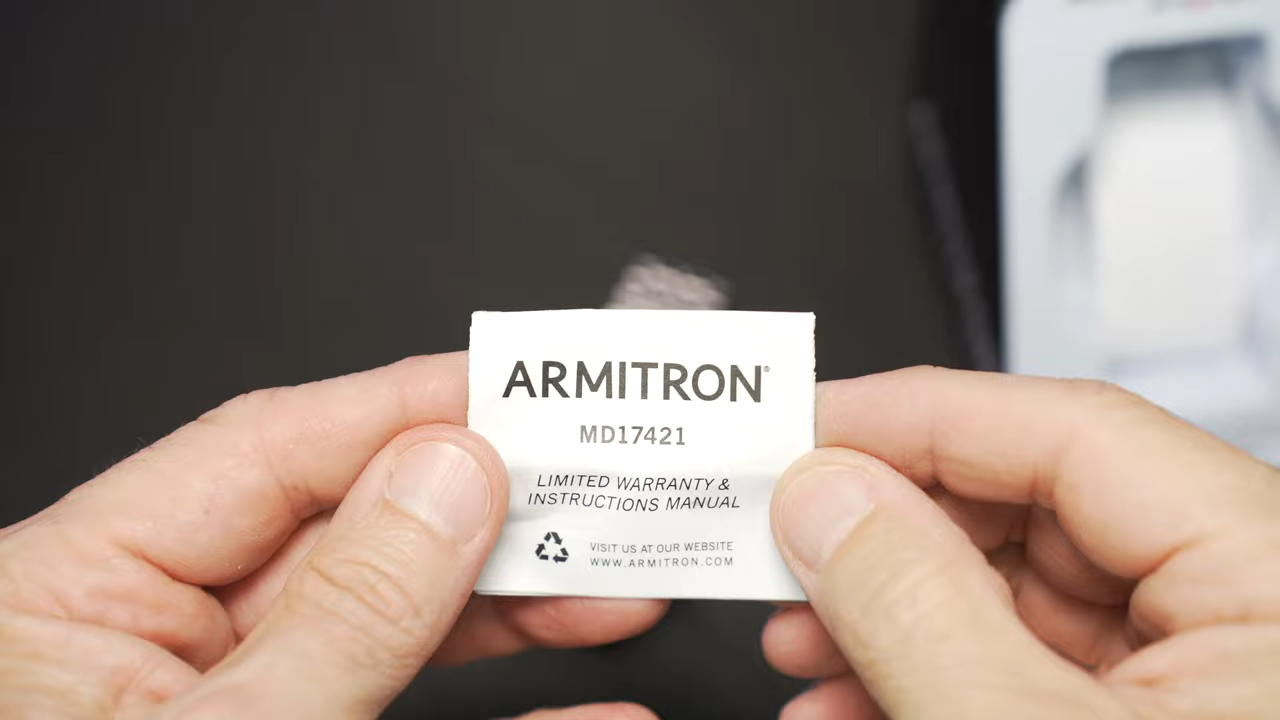 ARMITRON®
MD17421
LIMITED WARRANTY &
INSTRUCTIONS MANUAL
VISIT US AT OUR WEBSITE
WWW.ARMITRON.COM